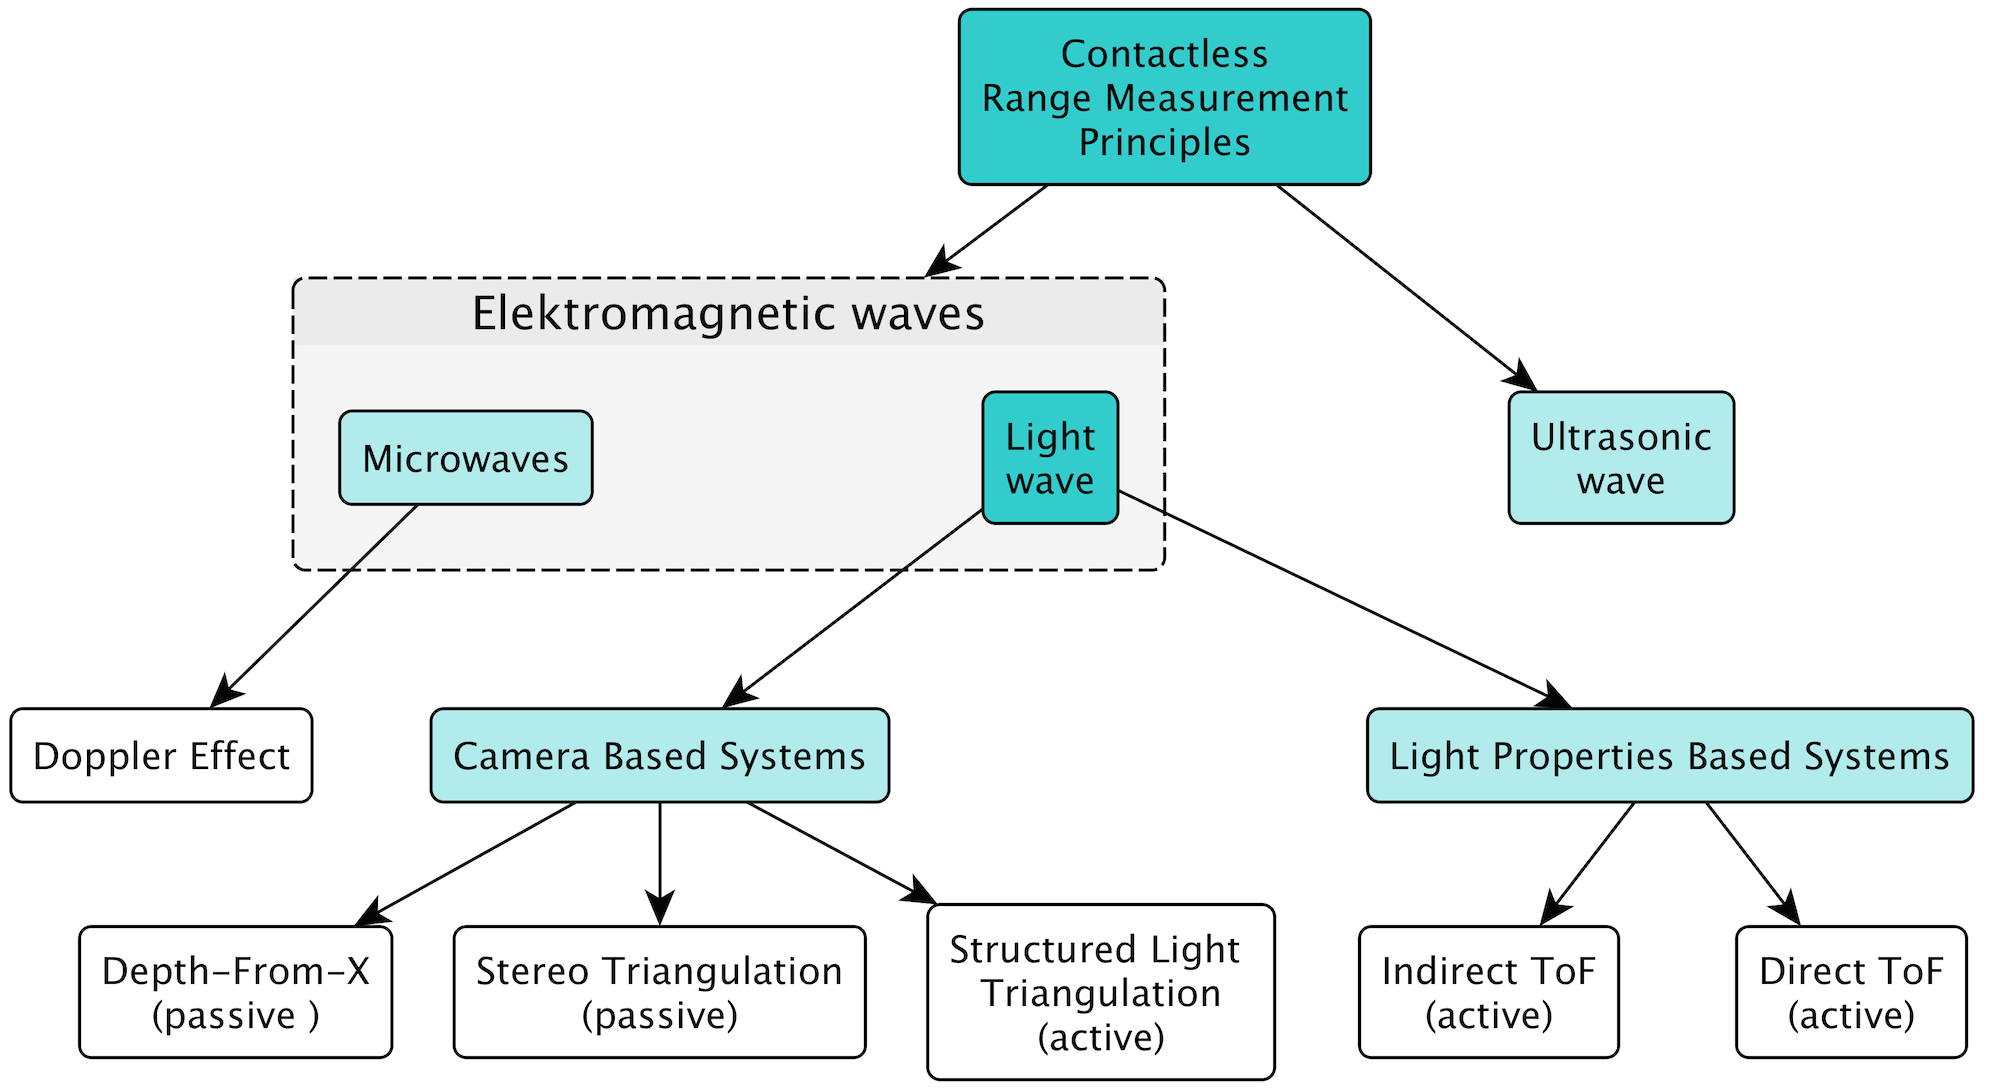 Contactless
Range Measurement
Principles
Elektromagnetic waves
Microwaves
Light
wave
Ultrasonic
wave
Doppler Effect
Camera Based Systems
Light Properties Based Systems
Depth-From-X
(passive )
Stereo Triangulation
(passive)
Structured Light
Triangulation
(active)
Indirect ToF
(active)
Direct ToF
(active)